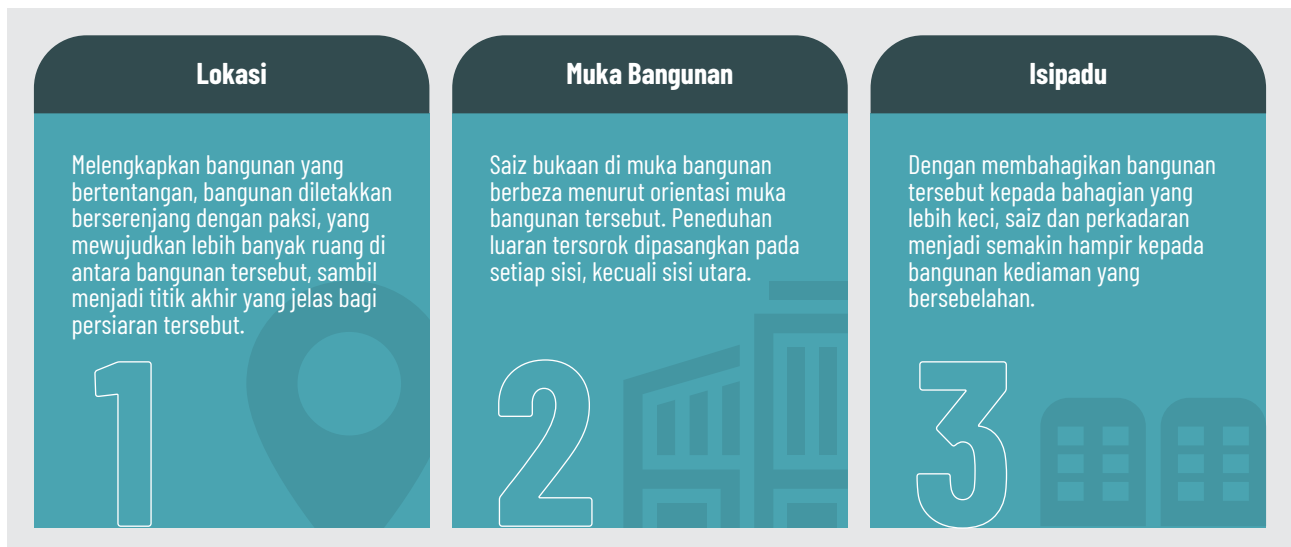 Lokasi
Melengkapkan bangunan yang
bertentangan, bangunan diletakkan
berserenjang dengan paksi, yang
mewujudkan lebih banyak ruang di
antara bangunan tersebut, sambil
menjadi titik akhir yang jelas bagi
persiaran tersebut.
1
Muka Bangunan
Saiz bukaan di muka bangunan
berbeza menurut orientasi muka
bangunan tersebut. Peneduhan
luaran tersorok dipasangkan pada
setiap sisi, kecuali sisi utara.
2
Isipadu
Dengan membahagikan bangunan
tersebut kepada bahagian yang
lebih keci, saiz dan perkadaran
menjadi semakin hampir kepada
bangunan kediaman yang
bersebelahan.
3